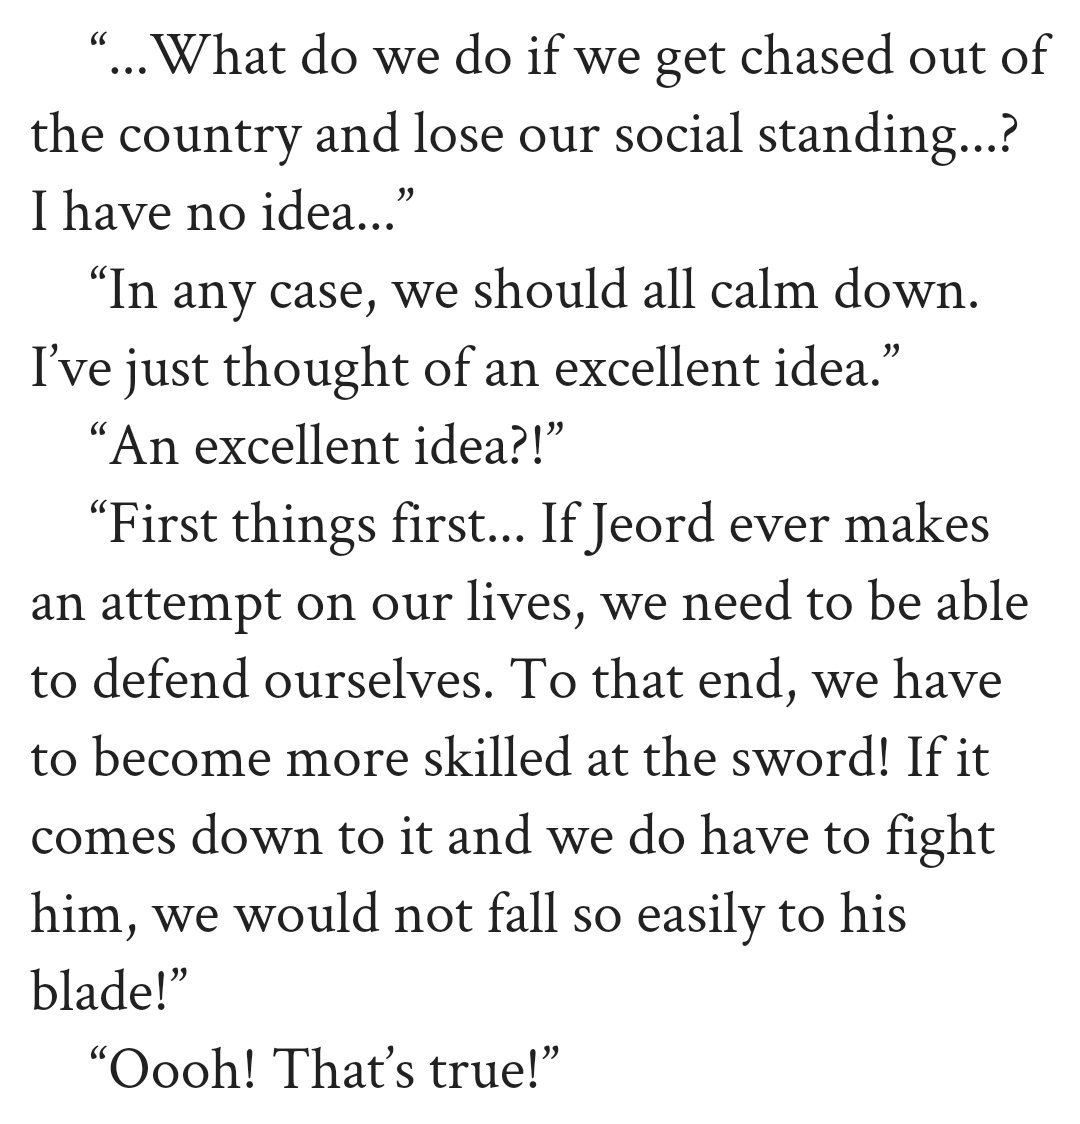 “...What do we do if we get chased out of
the country and lose our social standing...?
I have no idea...”
“In any case, we should all calm down.
I’ve just thought of an excellent idea.”
“An excellent idea?!”
“First things first... If Jeord ever makes
an attempt on our lives, we need to be able
to defend ourselves. To that end, we have
to become more skilled at the sword! If it
comes down to it and we do have to fight
him, we would not fall so easily to his
blade!”
“Oooh! That’s true!”